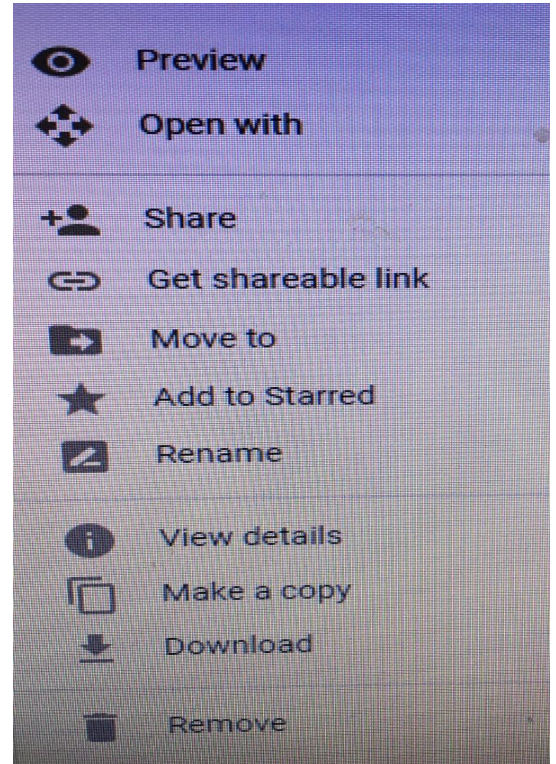 Preview
Open with
Share
Get shareable link
Move to
Add to Starred
Rename
View details
Make a copy
Download
Remove